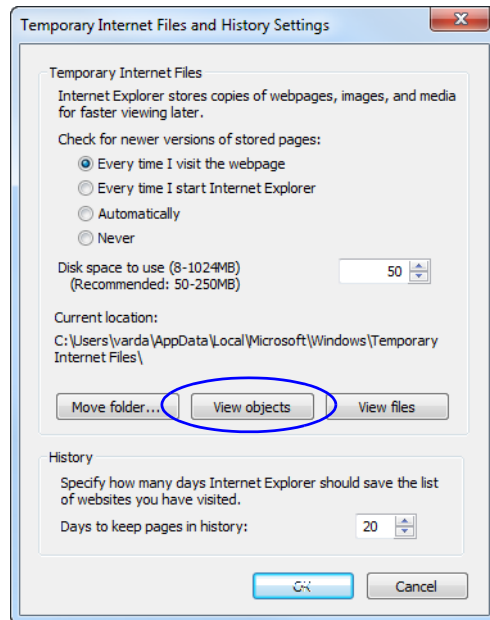 Temporary Internet Files and History Settings
Temporary Internet Files
Internet Explorer stores copies of webpages, images, and media
for faster viewing later.
Check for newer versions of stored pages:
Every time I visit the webpage
Every time I start Internet Explorer
Automatically
Never
Disk space to use (8-1024MB)
50
(Recommended: 50-250MB)
Current location:
C:\Users\varda\AppData\Local\Microsoft\Windows\Temporary
Internet Files\
Move folder... View objects View files
History
Specify how many days Internet Explorer should save the list
of websites you have visited.
Days to keep pages in history: 20
OK Cancel